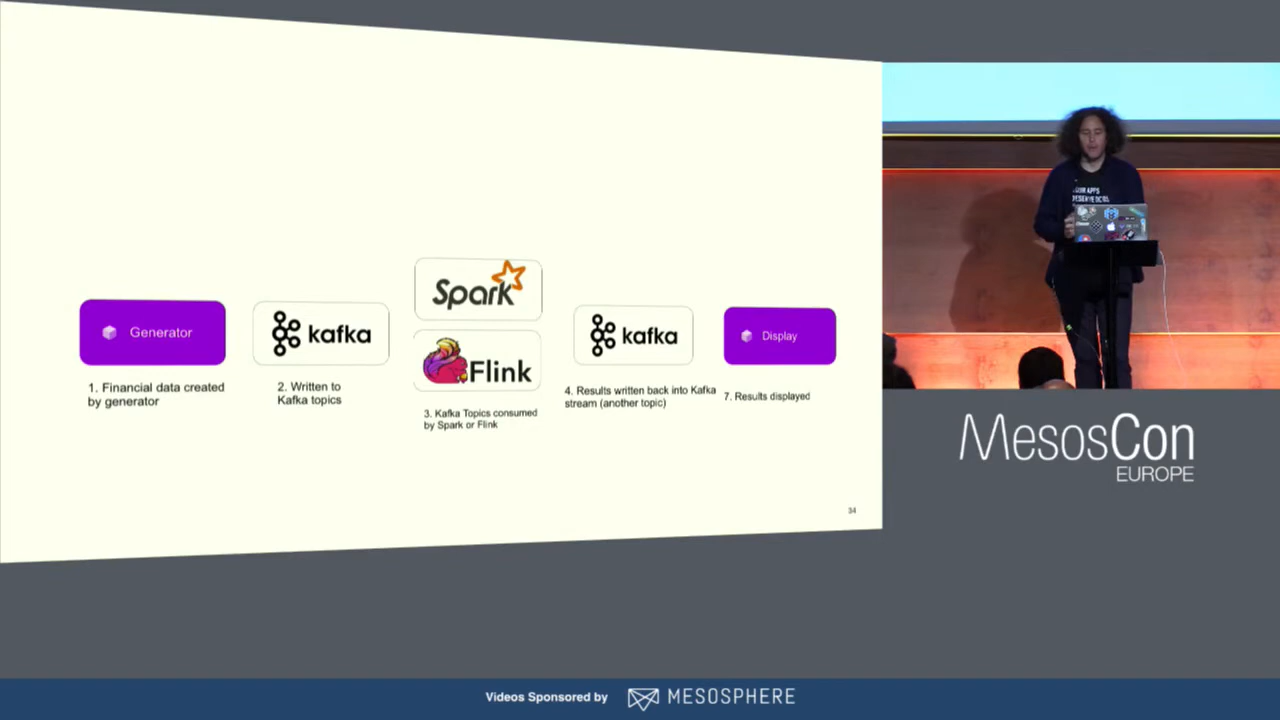 Generator
kafka
Spark
Flink
kafka
Display
1. Financial data created
by generator
2. Written to
Kafka topics
3. Kafka Topics consumed
by Spark or Flink
4. Results written back into Kafka
stream (another topic)
7. Results displayed
34
MesosCon
EUROPE
Videos Sponsored by
MESOSPHERE